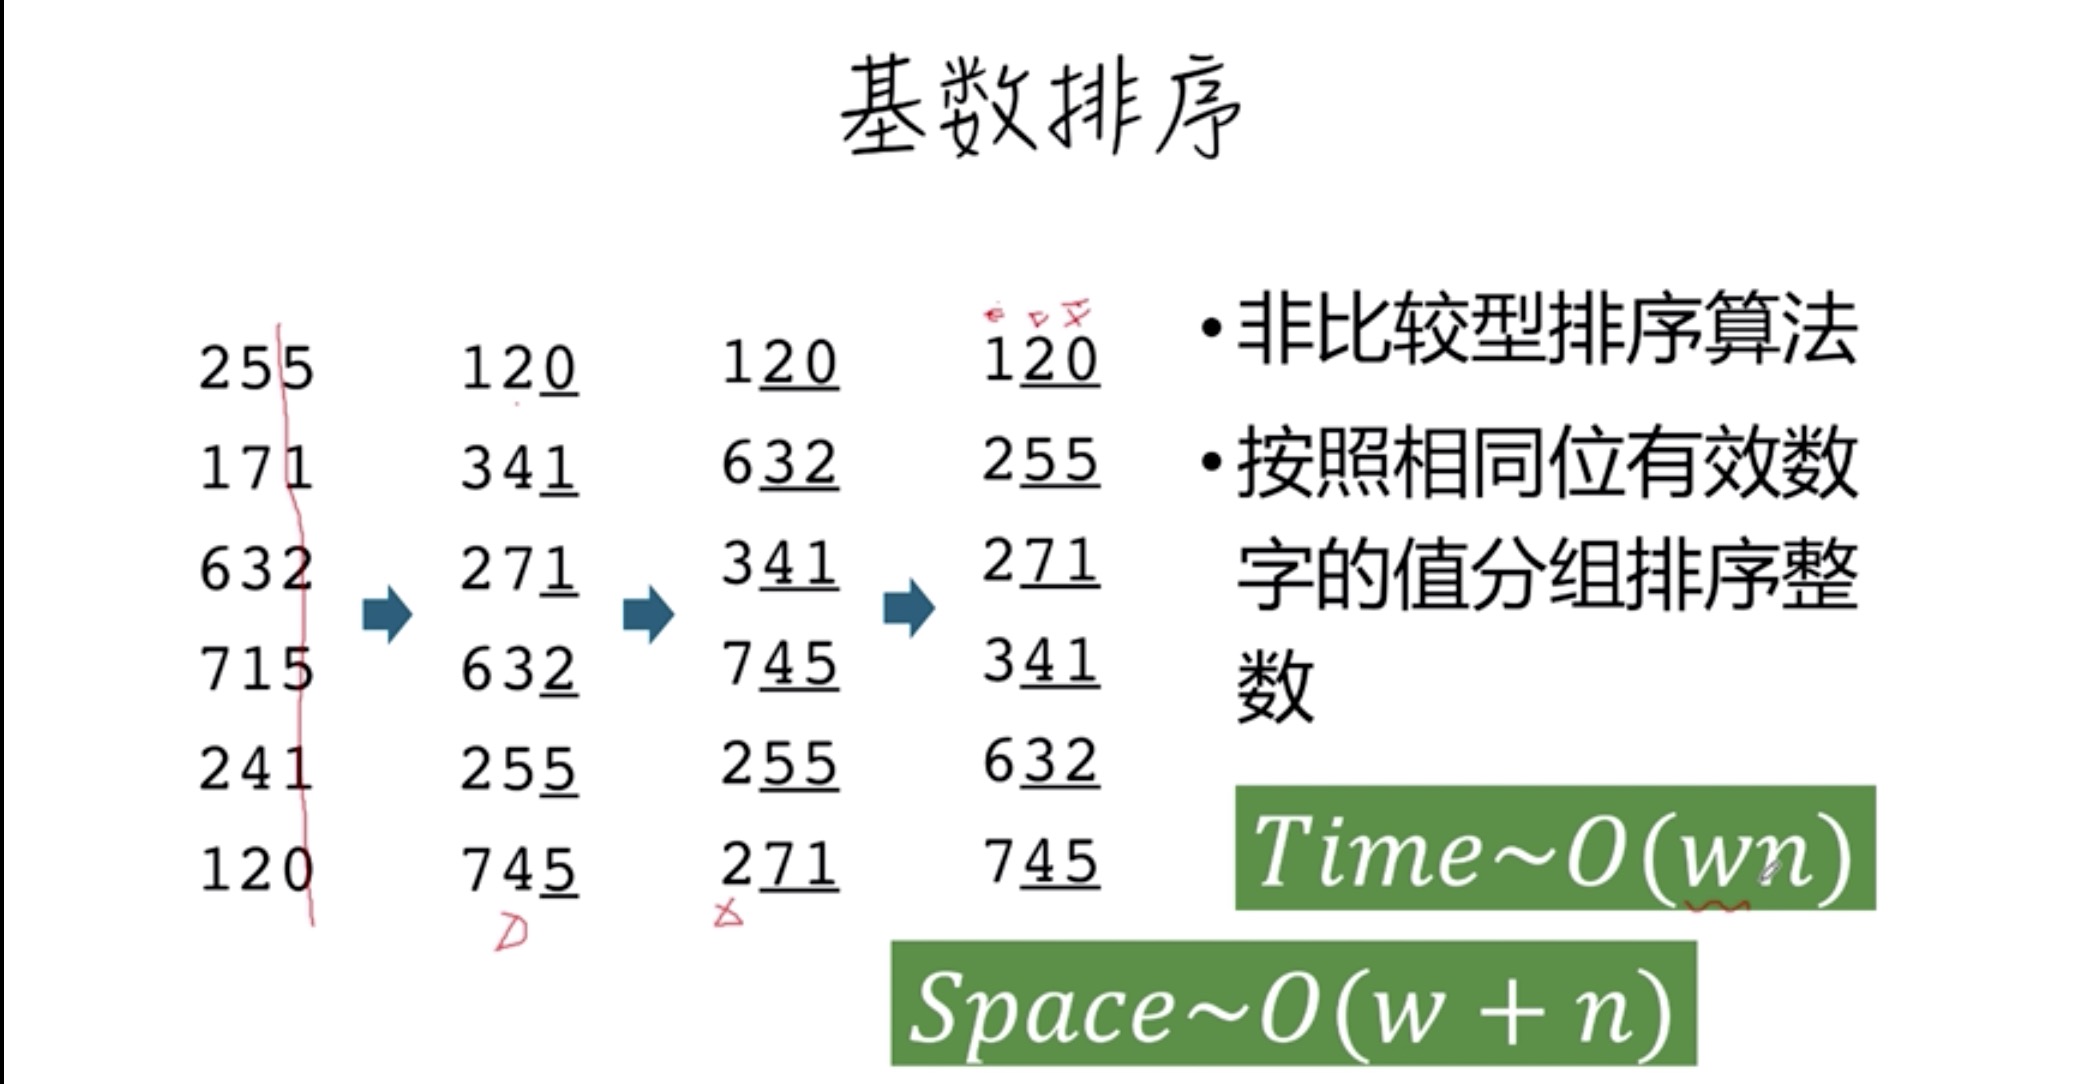 基数排序
255 120 120 120
171 341 632 255
632 271 341 271
715 632 745 341
241 255 255 632
120 745 271 745
•非比较型排序算法
•按照相同位有效数
字的值分组排序整
数
Time~O(wn)
Space~O(w + n)